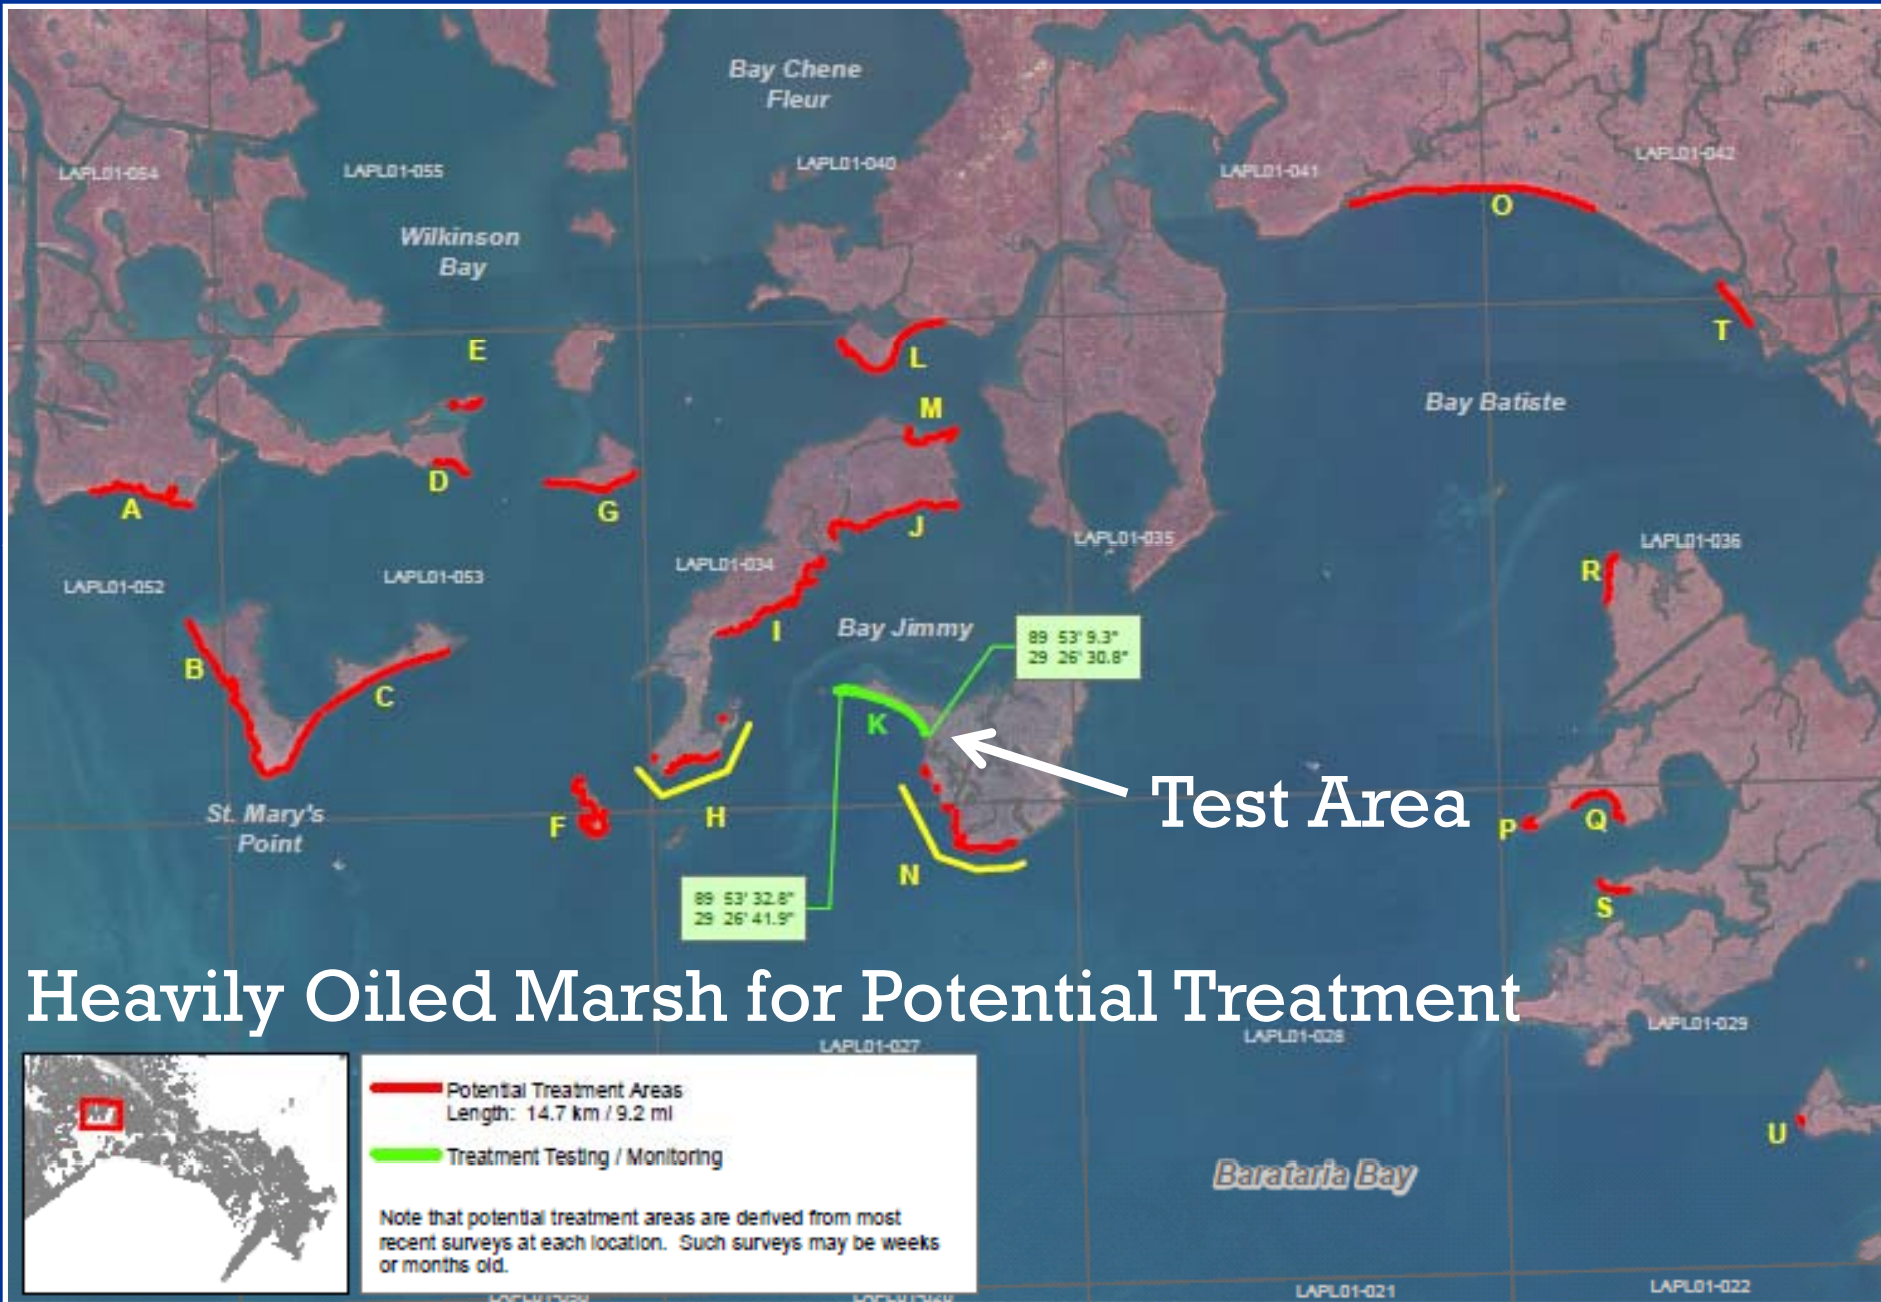 Bay Chene
Fleur
LAPL01-054
LAPL01-055
LAPL01-040
LAPL01-041
LAPL01-042
Wilkinson
Bay
O
E
L
T
M
Bay Batiste
D
A
G
J
LAPL01-035
LAPL01-036
LAPL01-034
R
LAPL01-052
LAPL01-053
I
Bay Jimmy
89 53' 9.3"
29 26' 30.8"
B
C
K
St. Mary's
Point
F
H
Test Area
P
Q
N
89 53' 32.8"
29 26' 41.9"
S
Heavily Oiled Marsh for Potential Treatment
LAPL01-027
LAPL01-028
LAPL01-029
Potential Treatment Areas
Length: 14.7 km / 9.2 mi
Treatment Testing / Monitoring
Note that potential treatment areas are derived from most
recent surveys at each location. Such surveys may be weeks
or months old.
U
Barataria Bay
LAPL01-021
LAPL01-022